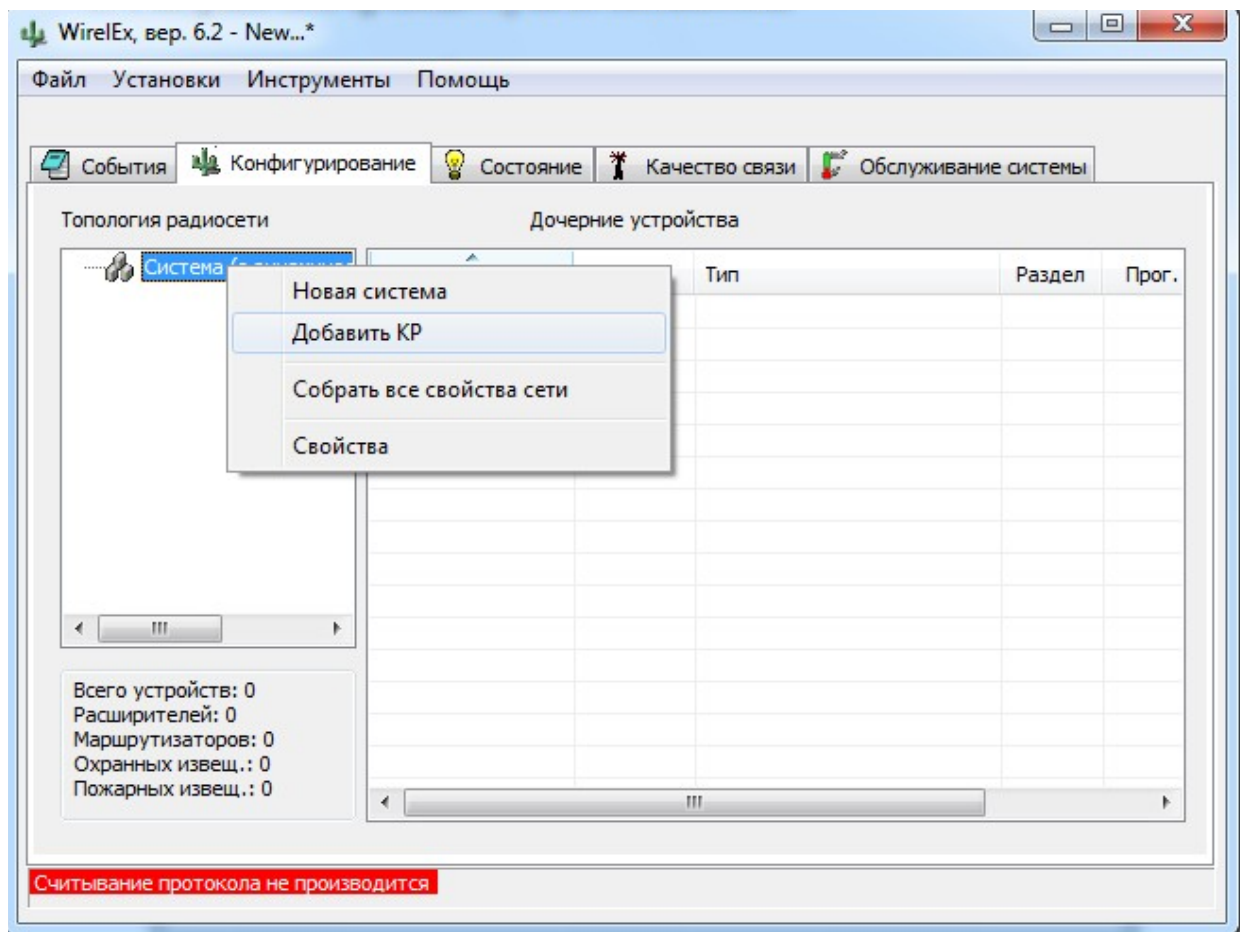 WirelEx, вер. 6.2 - New...*
Файл Установки Инструменты Помощь
События Конфигурирование Состояние Качество связи Обслуживание системы
Топология радиосети Дочерние устройства
Система
Тип Раздел Прог.
Новая система
Добавить КР
Собрать все свойства сети
Свойства
Всего устройств: 0
Расширителей: 0
Маршрутизаторов: 0
Охранных извещ.: 0
Пожарных извещ.: 0
Считывание протокола не производится